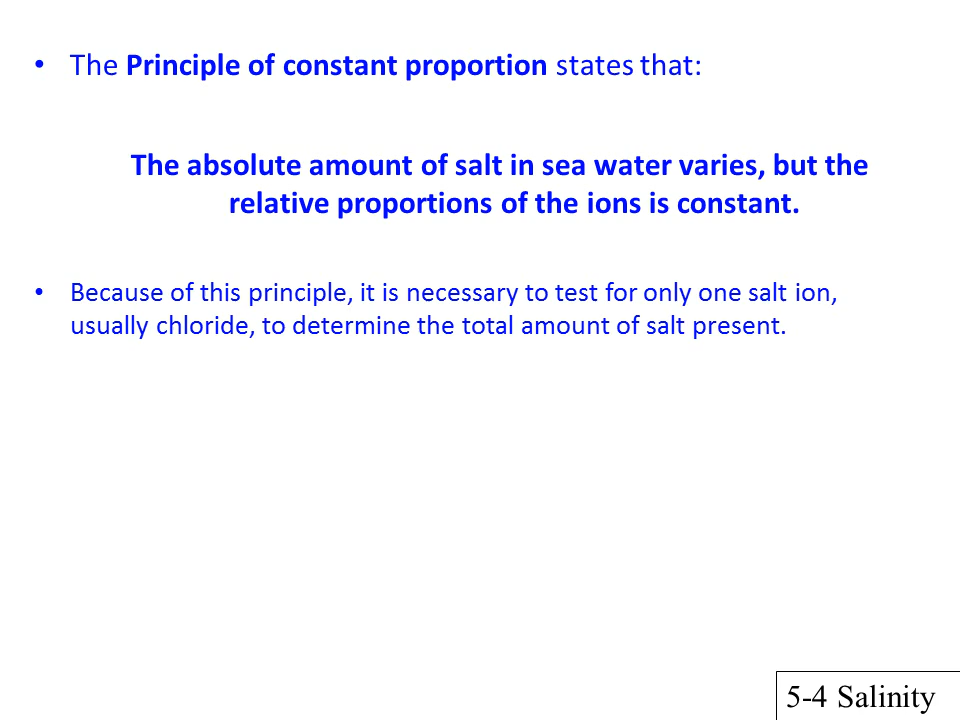 • The Principle of constant proportion states that:
The absolute amount of salt in sea water varies, but the
relative proportions of the ions is constant.
• Because of this principle, it is necessary to test for only one salt ion,
usually chloride, to determine the total amount of salt present.
5-4 Salinity